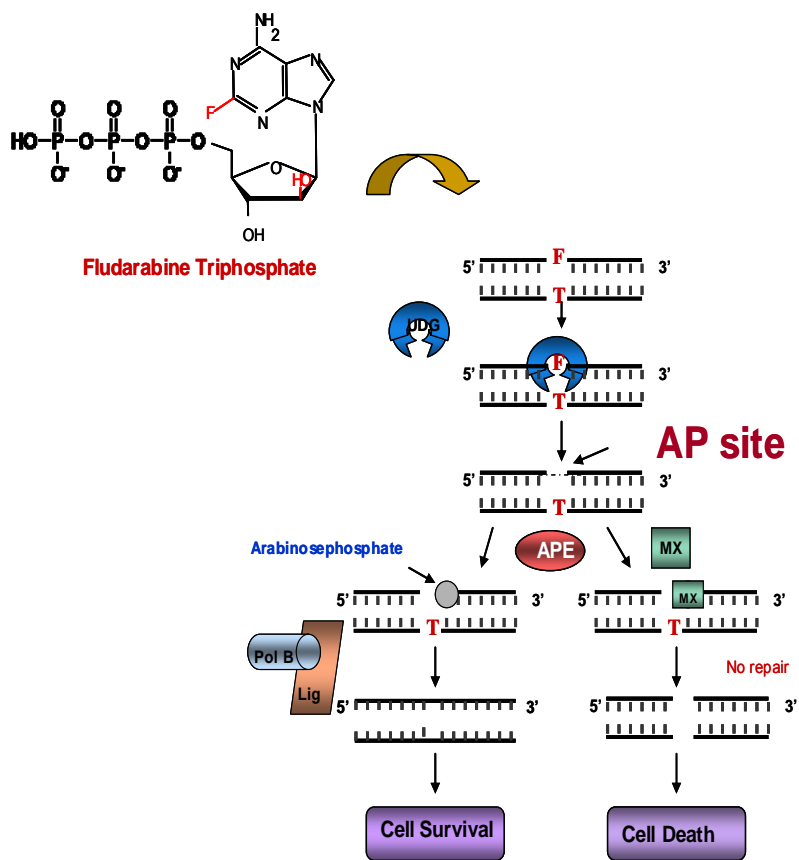 NH
2
N
N
F
N
N
O O O
HO P O P O P O
O- O- O-
O
HO
OH
Fludarabine Triphosphate
5’ F 3’
T
UDG
F
5’ 3’
T
AP site
5’ 3’
T
Arabinosephosphate
APE
MX
5’ 3’
T
5’ MX 3’
T
Pol B
Lig
No repair
5’ 3’
5’ 3’
Cell Survival
Cell Death